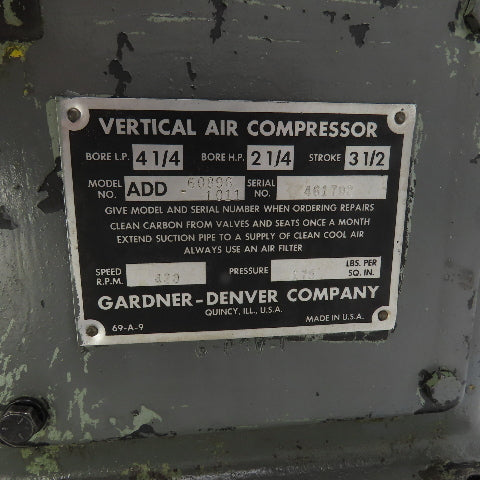 VERTICAL AIR COMPRESSOR
BORE L.P. 4 1/4 BORE H.P. 2 1/4 STROKE 3 1/2
MODEL NO. ADD - SERIAL NO.
GIVE MODEL AND SERIAL NUMBER WHEN ORDERING REPAIRS
CLEAN CARBON FROM VALVES AND SEATS ONCE A MONTH
EXTEND SUCTION PIPE TO A SUPPLY OF CLEAN COOL AIR
ALWAYS USE AN AIR FILTER
SPEED R.P.M. 870 PRESSURE LBS. PER SQ. IN.
GARDNER-DENVER COMPANY
QUINCY, ILL., U.S.A.
69-A-9 MADE IN U.S.A.